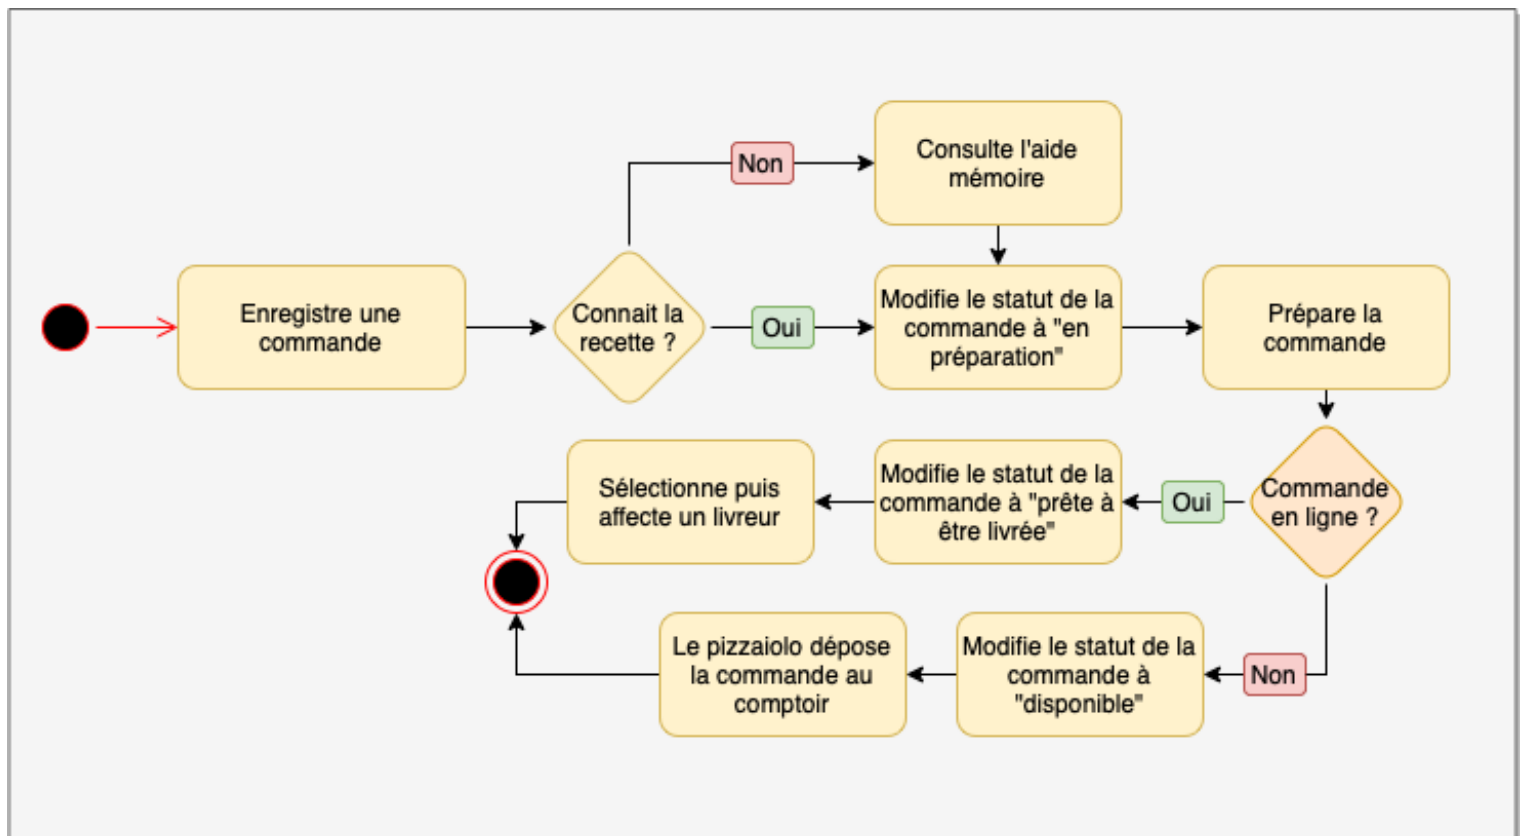 Non
Consulte l'aide
mémoire
Enregistre une
commande
Connait la
recette ?
Oui
Modifie le statut de la
commande à "en
préparation"
Prépare la
commande
Commande
en ligne ?
Oui
Modifie le statut de la
commande à "prête à
être livrée"
Sélectionne puis
affecte un livreur
Non
Modifie le statut de la
commande à
"disponible"
Le pizzaiolo dépose
la commande au
comptoir